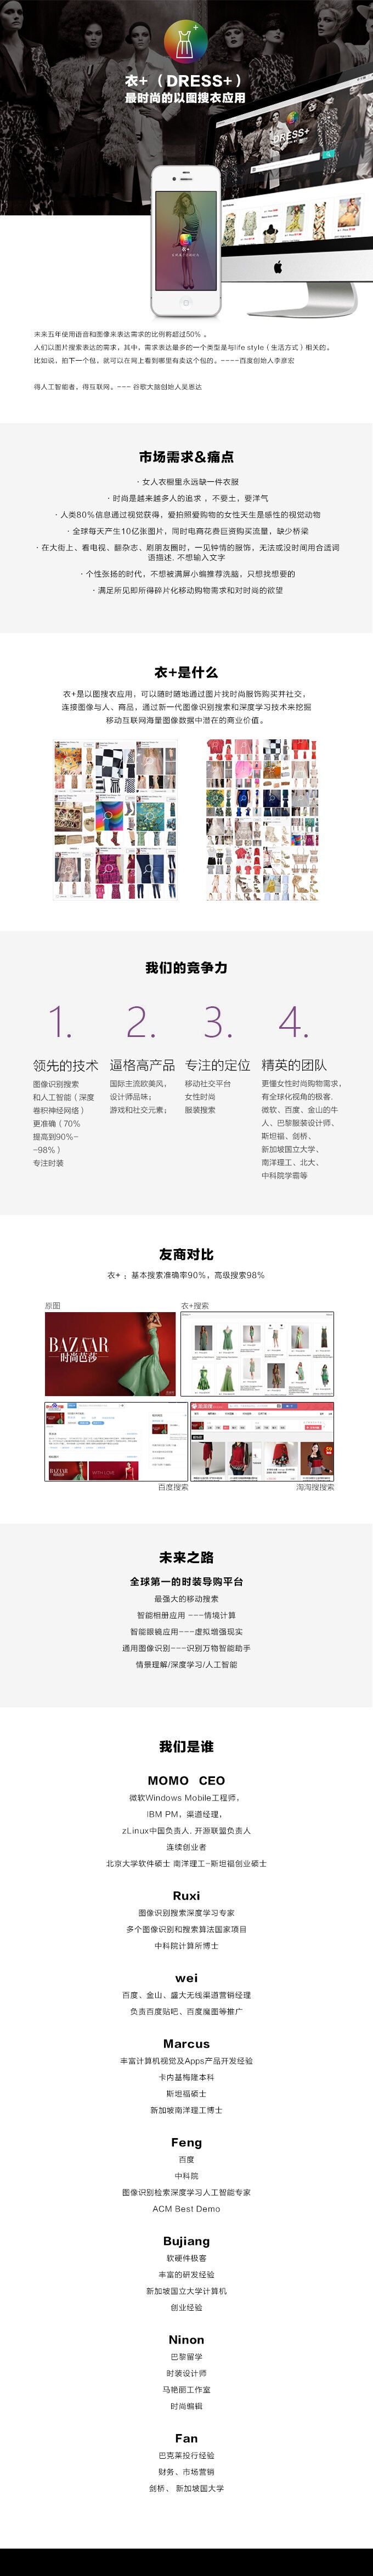 衣+（DRESS+）
最时尚的以图搜衣应用
DRESS+
衣+
未来五年使用语音和图像来表达需求的比例将超过50% 。
人们以图片搜索表达的需求，其中，需求表达最多的一个类型是与life style（生活方式）相关的。
比如说，拍下一个包，就可以在网上看到哪里有卖这个包的。----百度创始人李彦宏
得人工智能者，得互联网。--- 谷歌大脑创始人吴恩达
市场需求&痛点
· 女人衣橱里永远缺一件衣服
· 时尚是越来越多人的追求 ，不要土，要洋气
· 人类80%信息通过视觉获得，爱拍照爱购物的女性天生是感性的视觉动物
· 全球每天产生10亿张图片，同时电商花费巨资购买流量，缺少桥梁
· 在大街上、看电视、翻杂志、刷朋友圈时，一见钟情的服饰，无法或没时间用合适词
语描述. 不想输入文字
· 个性张扬的时代，不想被满屏小编推荐洗脑，只想找想要的
· 满足所见即所得碎片化移动购物需求和对时尚的欲望
衣+是什么
衣+是以图搜衣应用，可以随时随地通过图片找时尚服饰购买并社交，
连接图像与人、商品，通过新一代图像识别搜索和深度学习技术来挖掘
移动互联网海量图像数据中潜在的商业价值。
我们的竞争力
1.
领先的技术
图像识别搜索
和人工智能（深度
卷积神经网络）
更准确（70%
提高到90%-
-98%）
专注时装
2.
逼格高产品
国际主流欧美风，
设计师品味；
游戏和社交元素；
3.
专注的定位
移动社交平台
女性时尚
服装搜索
4.
精英的团队
更懂女性时尚购物需求，
有全球化视角的极客.
微软、百度、金山的牛
人、巴黎服装设计师、
斯坦福、剑桥、
新加坡国立大学、
南洋理工、北大、
中科院学霸等
友商对比
衣+ ：基本搜索准确率90%，高级搜索98%
原图
衣+搜索
BAZAAR
时尚芭莎
百度搜索
淘淘搜搜索
未来之路
全球第一的时装导购平台
最强大的移动搜索
智能相册应用 ---情境计算
智能眼镜应用---虚拟增强现实
通用图像识别---识别万物智能助手
情景理解/深度学习/人工智能
我们是谁
MOMO CEO
微软Windows Mobile工程师，
IBM PM，渠道经理，
zLinux中国负责人. 开源联盟负责人
连续创业者
北京大学软件硕士 南洋理工-斯坦福创业硕士
Ruxi
图像识别搜索深度学习专家
多个图像识别和搜索算法国家项目
中科院计算所博士
wei
百度、金山、盛大无线渠道营销经理
负责百度贴吧、百度魔图等推广
Marcus
丰富计算机视觉及Apps产品开发经验
卡内基梅隆本科
斯坦福硕士
新加坡南洋理工博士
Feng
百度
中科院
图像识别检索深度学习人工智能专家
ACM Best Demo
Bujiang
软硬件极客
丰富的研发经验
新加坡国立大学计算机
创业经验
Ninon
巴黎留学
时装设计师
马艳丽工作室
时尚编辑
Fan
巴克莱投行经验
财务、市场营销
剑桥、 新加坡国大学